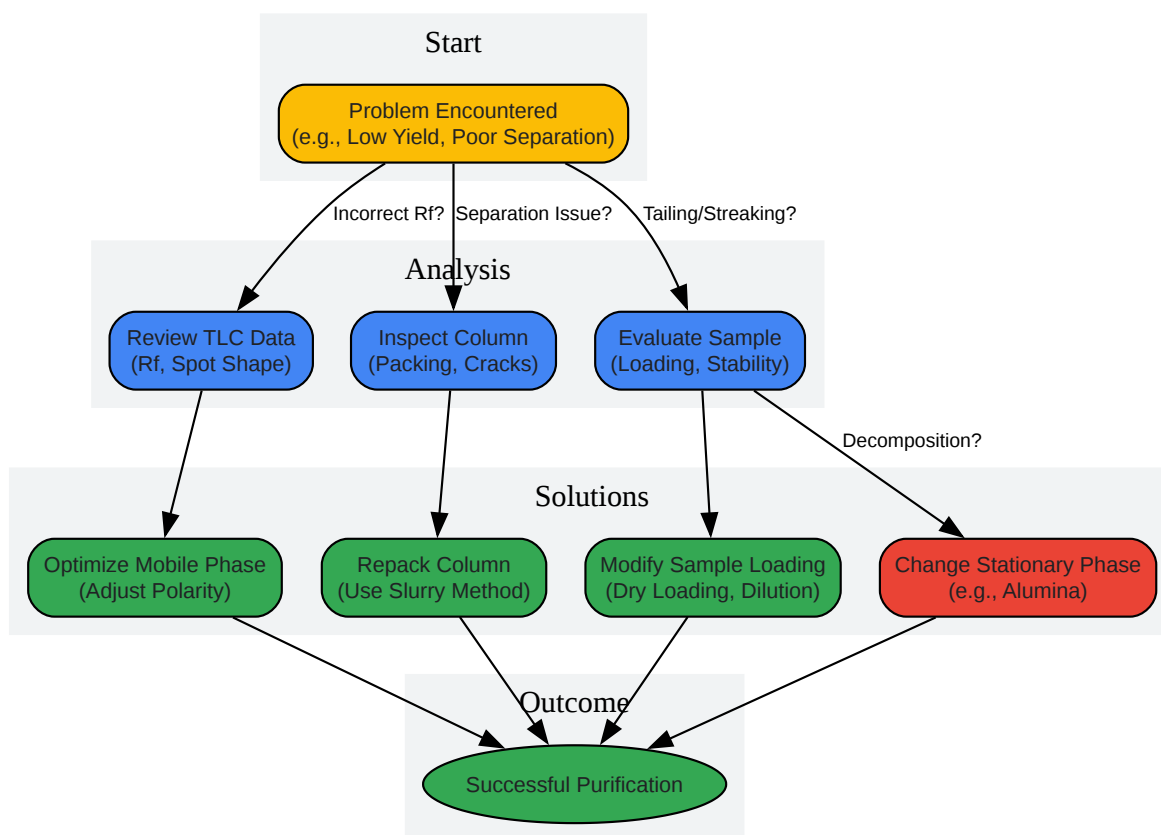 Start
Problem Encountered
(e.g., Low Yield, Poor Separation)
Incorrect Rf?
Separation Issue?
Tailing/Streaking?
Analysis
Review TLC Data
(Rf, Spot Shape)
Inspect Column
(Packing, Cracks)
Evaluate Sample
(Loading, Stability)
Decomposition?
Solutions
Optimize Mobile Phase
(Adjust Polarity)
Repack Column
(Use Slurry Method)
Modify Sample Loading
(Dry Loading, Dilution)
Change Stationary Phase
(e.g., Alumina)
Outcome
Successful Purification